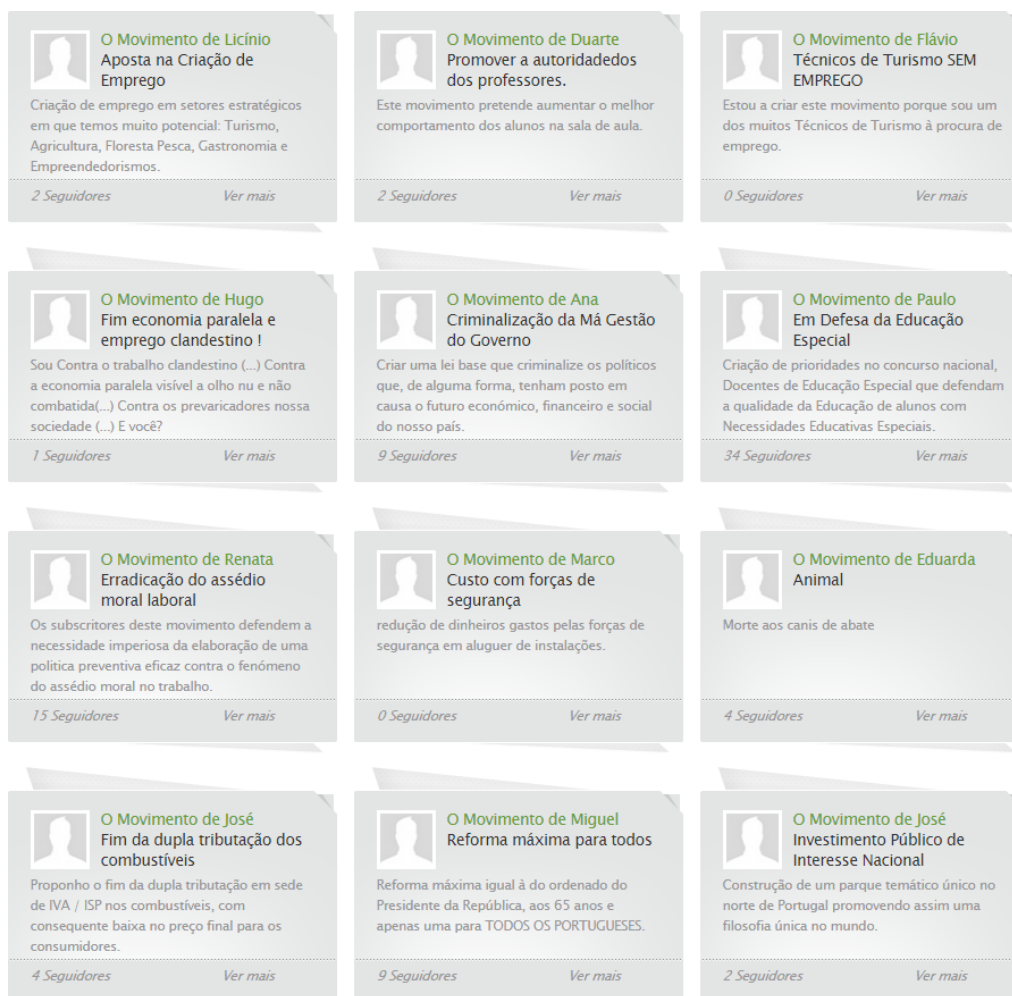 O Movimento de Licínio
Aposta na Criação de
Emprego
Criação de emprego em setores estratégicos
em que temos muito potencial: Turismo,
Agricultura, Floresta Pesca, Gastronomia e
Empreendedorismos.
2 Seguidores
Ver mais
O Movimento de Duarte
Promover a autoridadedos
dos professores.
Este movimento pretende aumentar o melhor
comportamento dos alunos na sala de aula.
2 Seguidores
Ver mais
O Movimento de Flávio
Técnicos de Turismo SEM
EMPREGO
Estou a criar este movimento porque sou um
dos muitos Técnicos de Turismo à procura de
emprego.
0 Seguidores
Ver mais
O Movimento de Hugo
Fim economia paralela e
emprego clandestino !
Sou Contra o trabalho clandestino (...) Contra
a economia paralela visível a olho nu e não
combatida(...) Contra os prevaricadores nossa
sociedade (...) E você?
1 Seguidores
Ver mais
O Movimento de Ana
Criminalização da Má Gestão
do Governo
Criar uma lei base que criminalize os políticos
que, de alguma forma, tenham posto em
causa o futuro económico, financeiro e social
do nosso país.
9 Seguidores
Ver mais
O Movimento de Paulo
Em Defesa da Educação
Especial
Criação de prioridades no concurso nacional,
Docentes de Educação Especial que defendam
a qualidade da Educação de alunos com
Necessidades Educativas Especiais.
34 Seguidores
Ver mais
O Movimento de Renata
Erradicação do assédio
moral laboral
Os subscritores deste movimento defendem a
necessidade imperiosa da elaboração de uma
politica preventiva eficaz contra o fenómeno
do assédio moral no trabalho.
15 Seguidores
Ver mais
O Movimento de Marco
Custo com forças de
segurança
redução de dinheiros gastos pelas forças de
segurança em aluguer de instalações.
0 Seguidores
Ver mais
O Movimento de Eduarda
Animal
Morte aos canis de abate
4 Seguidores
Ver mais
O Movimento de José
Fim da dupla tributação dos
combustíveis
Proponho o fim da dupla tributação em sede
de IVA / ISP nos combustíveis, com
consequente baixa no preço final para os
consumidores.
4 Seguidores
Ver mais
O Movimento de Miguel
Reforma máxima para todos
Reforma máxima igual à do ordenado do
Presidente da República, aos 65 anos e
apenas uma para TODOS OS PORTUGUESES.
9 Seguidores
Ver mais
O Movimento de José
Investimento Público de
Interesse Nacional
Construção de um parque temático único no
norte de Portugal promovendo assim uma
filosofia única no mundo.
2 Seguidores
Ver mais